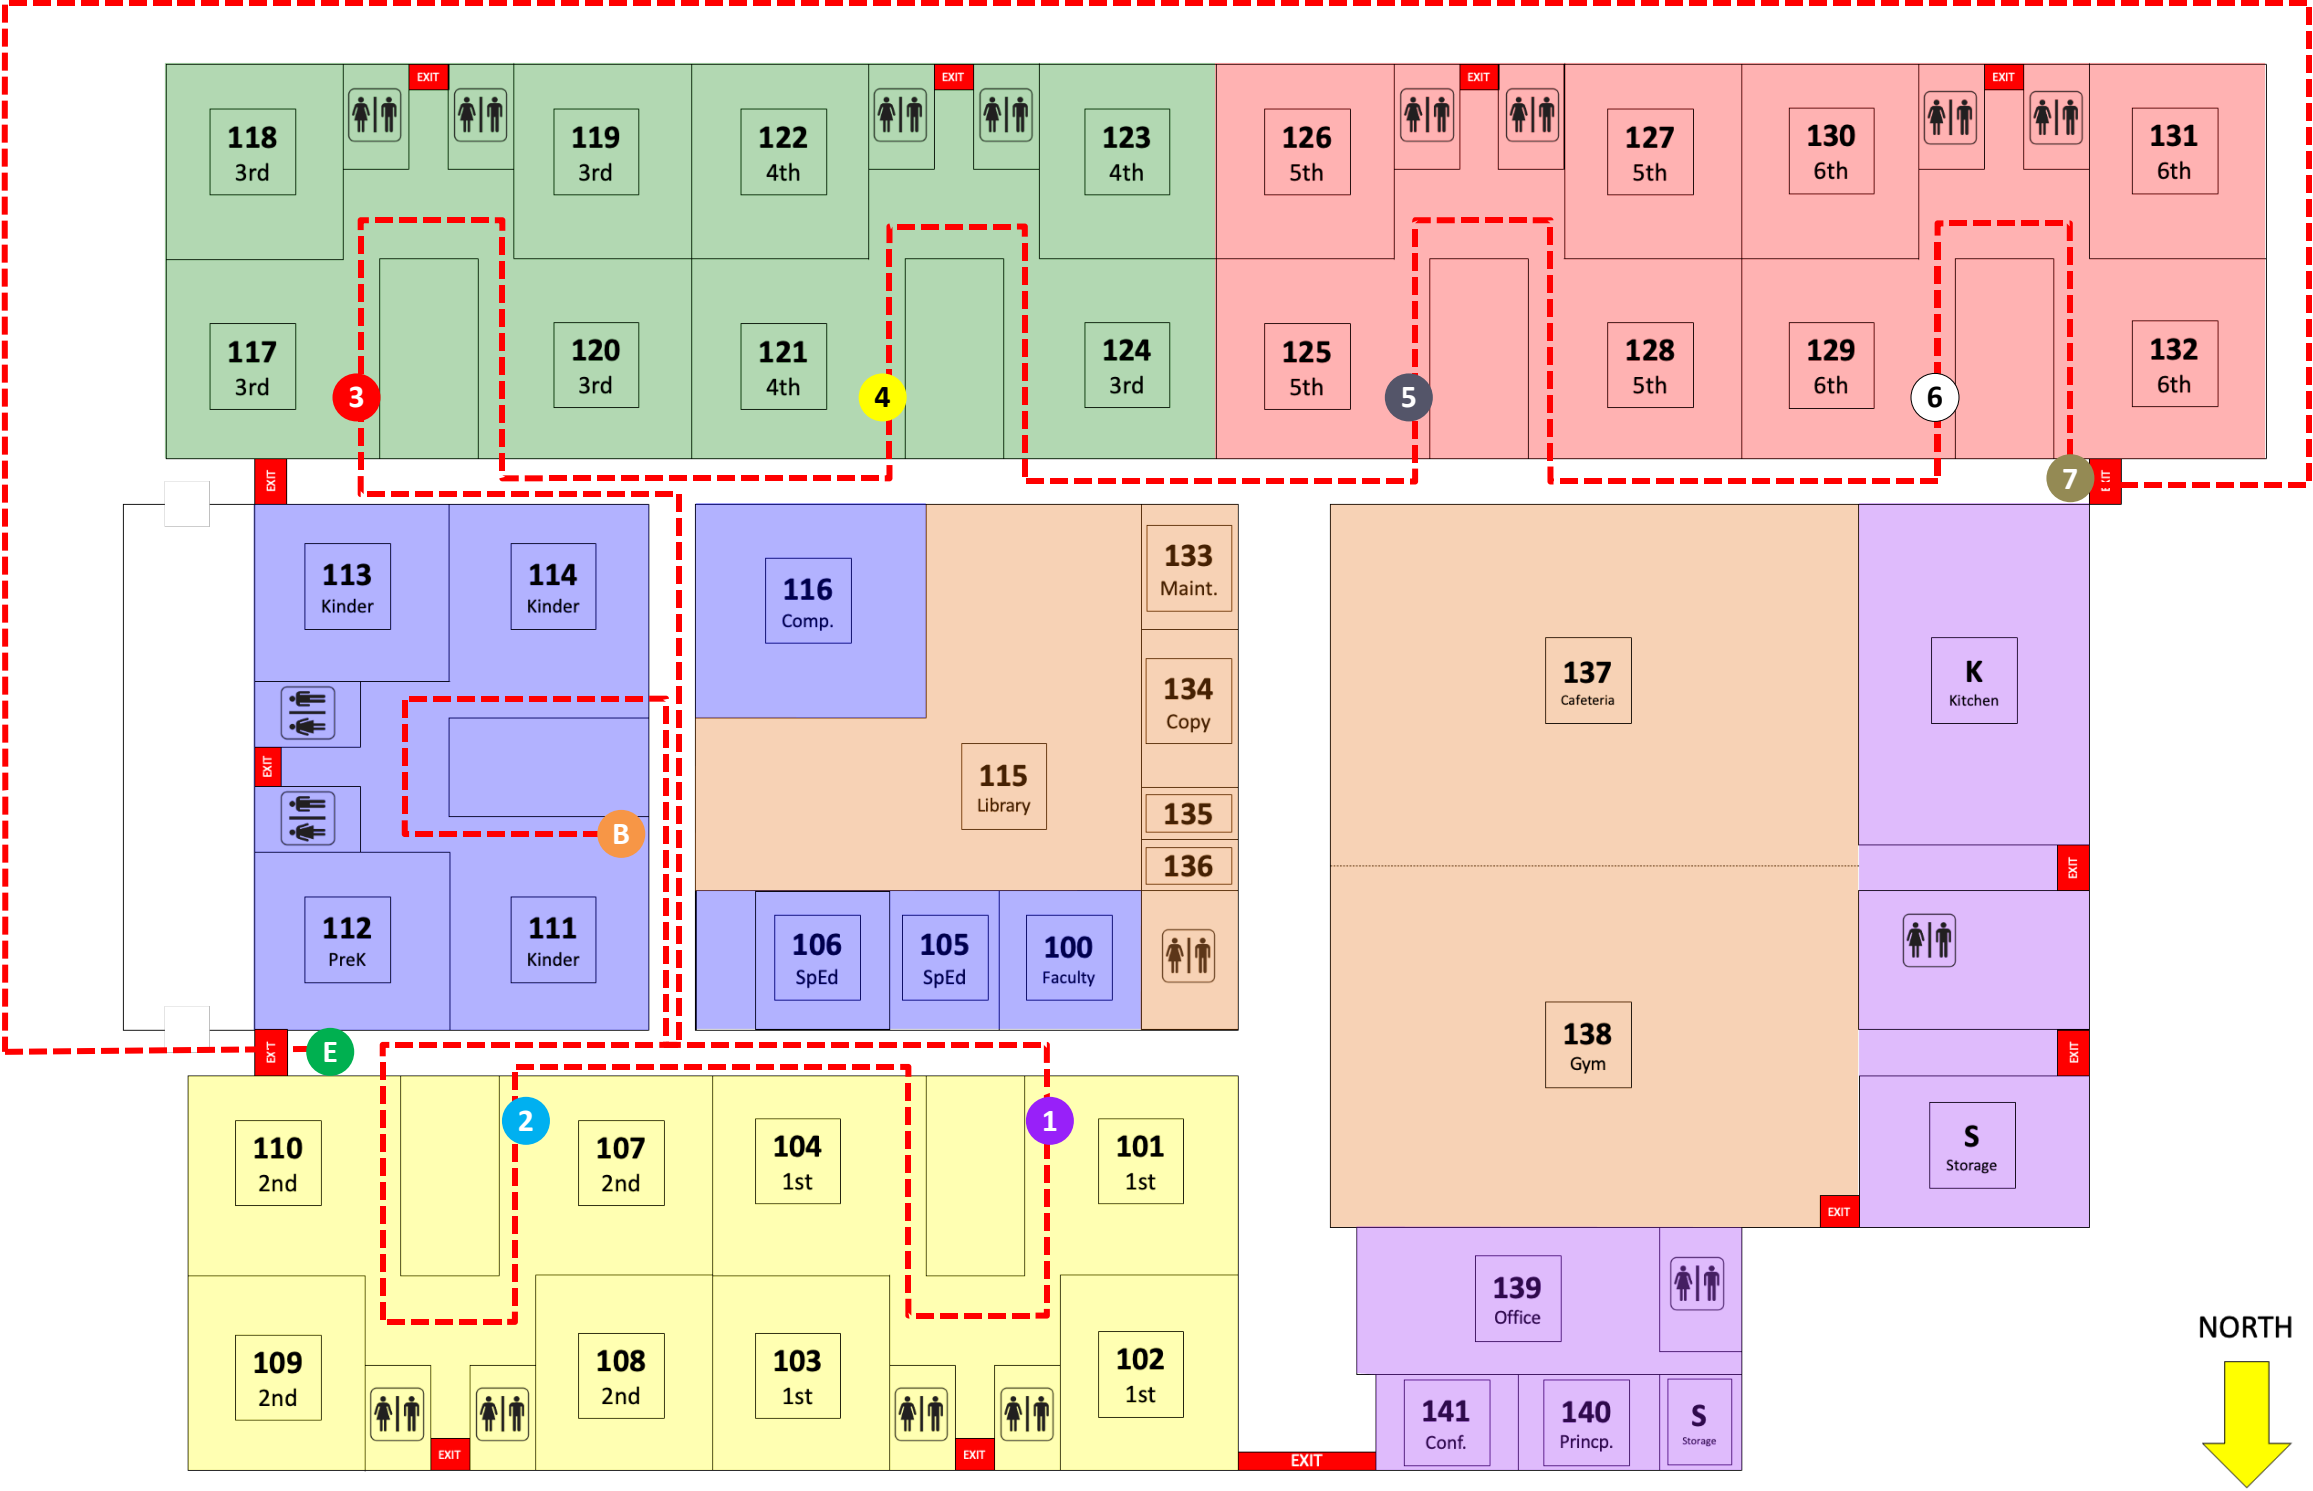 EXIT
EXIT
EXIT
EXIT
118
3rd
119
3rd
122
4th
123
4th
126
5th
127
5th
130
6th
131
6th
117
3rd
3
120
3rd
121
4th
4
124
3rd
125
5th
5
128
5th
129
6th
6
132
6th
EXIT
7
EXIT
113
Kinder
114
Kinder
116
Comp.
133
Maint.
134
Copy
137
Cafeteria
K
Kitchen
EXIT
B
115
Library
135
136
EXIT
112
PreK
111
Kinder
106
SpEd
105
SpEd
100
Faculty
EXIT
E
138
Gym
EXIT
110
2nd
2
107
2nd
104
1st
1
101
1st
S
Storage
EXIT
139
Office
109
2nd
108
2nd
103
1st
102
1st
141
Conf.
140
Princp.
S
Storage
EXIT
EXIT
EXIT
NORTH